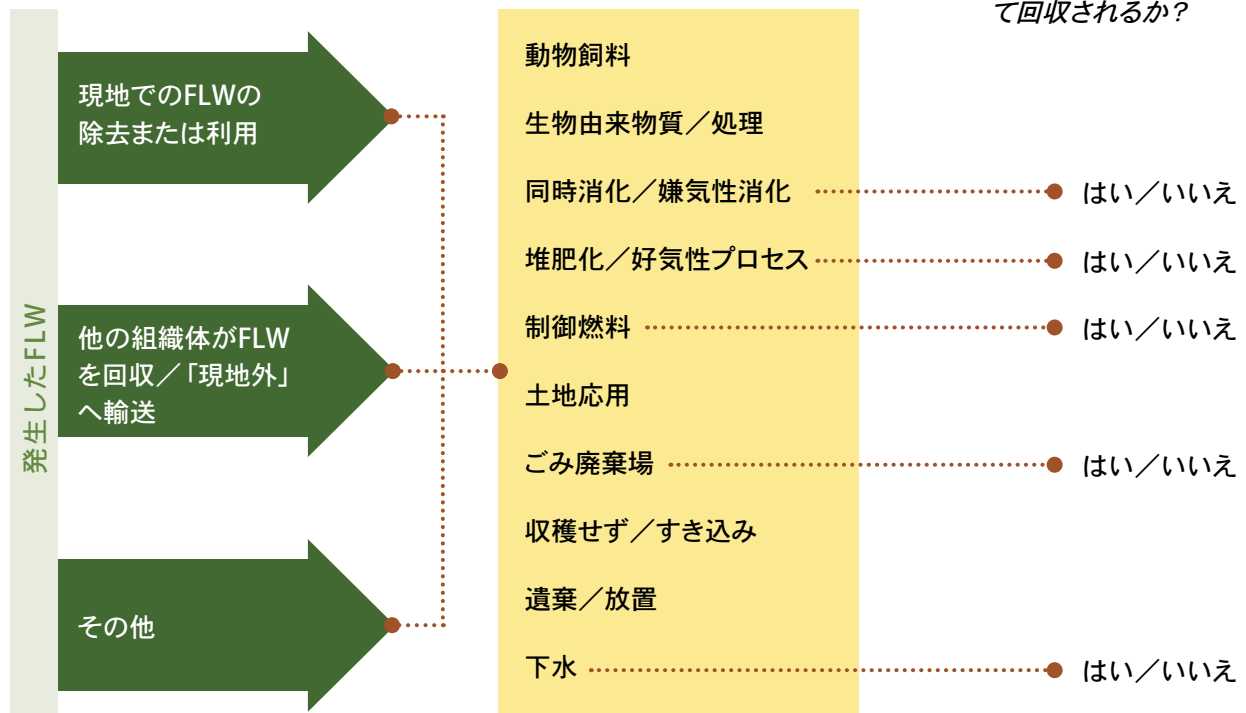 て回収されるか？
発生したFLW
現地でのFLWの
除去または利用
他の組織体がFLW
を回収／「現地外」
へ輸送
その他
動物飼料
生物由来物質／処理
同時消化／嫌気性消化 はい／いいえ
堆肥化／好気性プロセス はい／いいえ
制御燃料 はい／いいえ
土地応用
ごみ廃棄場 はい／いいえ
収穫せず／すき込み
遺棄／放置
下水 はい／いいえ